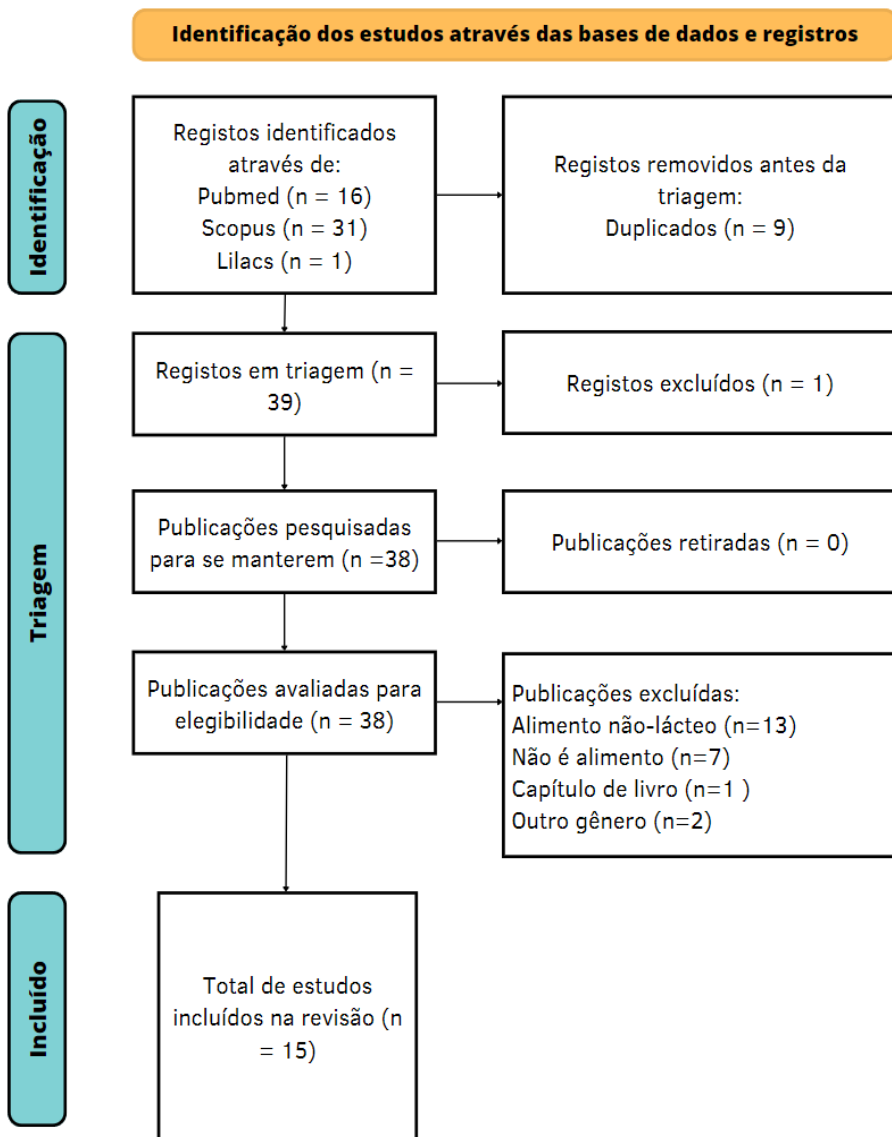 Identificação dos estudos através das bases de dados e registros
Identificação
Registos identificados
através de:
Pubmed (n = 16)
Scopus (n = 31)
Lilacs (n = 1)
Registos removidos antes da
triagem:
Duplicados (n = 9)
Triagem
Registos em triagem (n =
39)
Registos excluídos (n = 1)
Publicações pesquisadas
para se manterem (n =38)
Publicações retiradas (n = 0)
Publicações avaliadas para
elegibilidade (n = 38)
Publicações excluídas:
Alimento não-lácteo (n=13)
Não é alimento (n=7)
Capítulo de livro (n=1 )
Outro gênero (n=2)
Incluído
Total de estudos
incluídos na revisão (n
= 15)